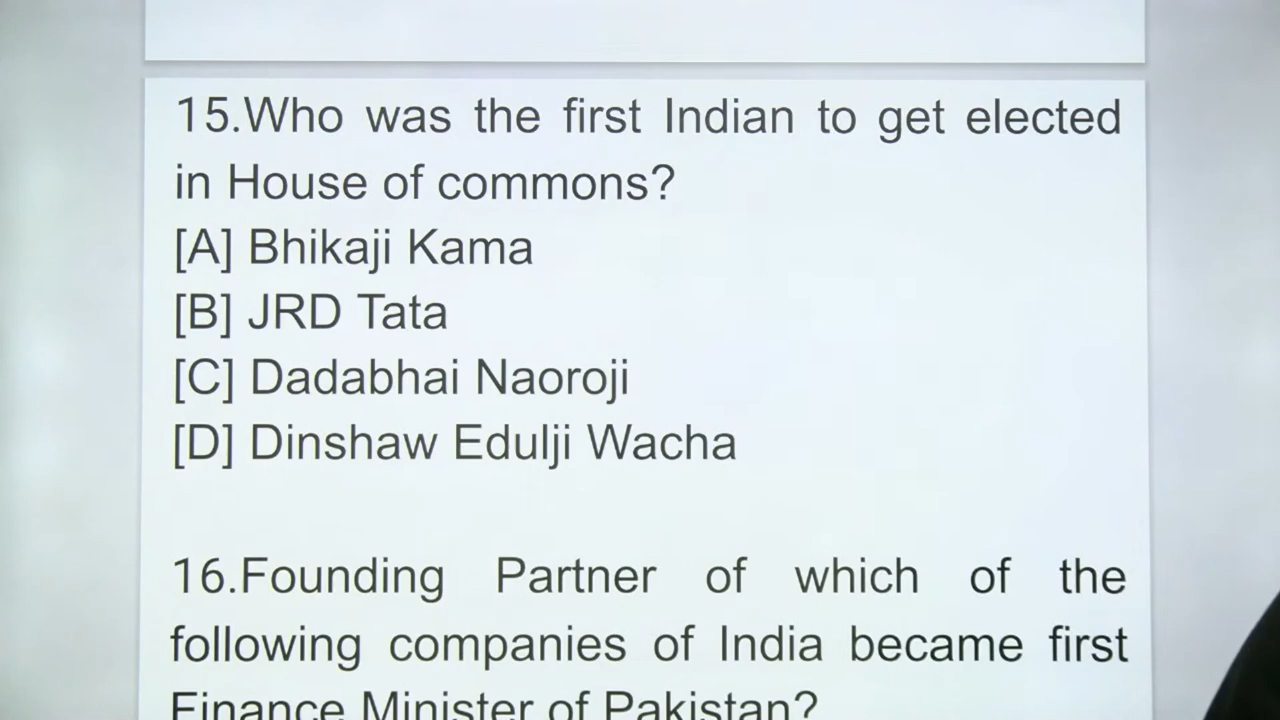 15.Who was the first Indian to get elected
in House of commons?
[A] Bhikaji Kama
[B] JRD Tata
[C] Dadabhai Naoroji
[D] Dinshaw Edulji Wacha
16.Founding Partner of which of the
following companies of India became first
Finance Minister of Pakistan?